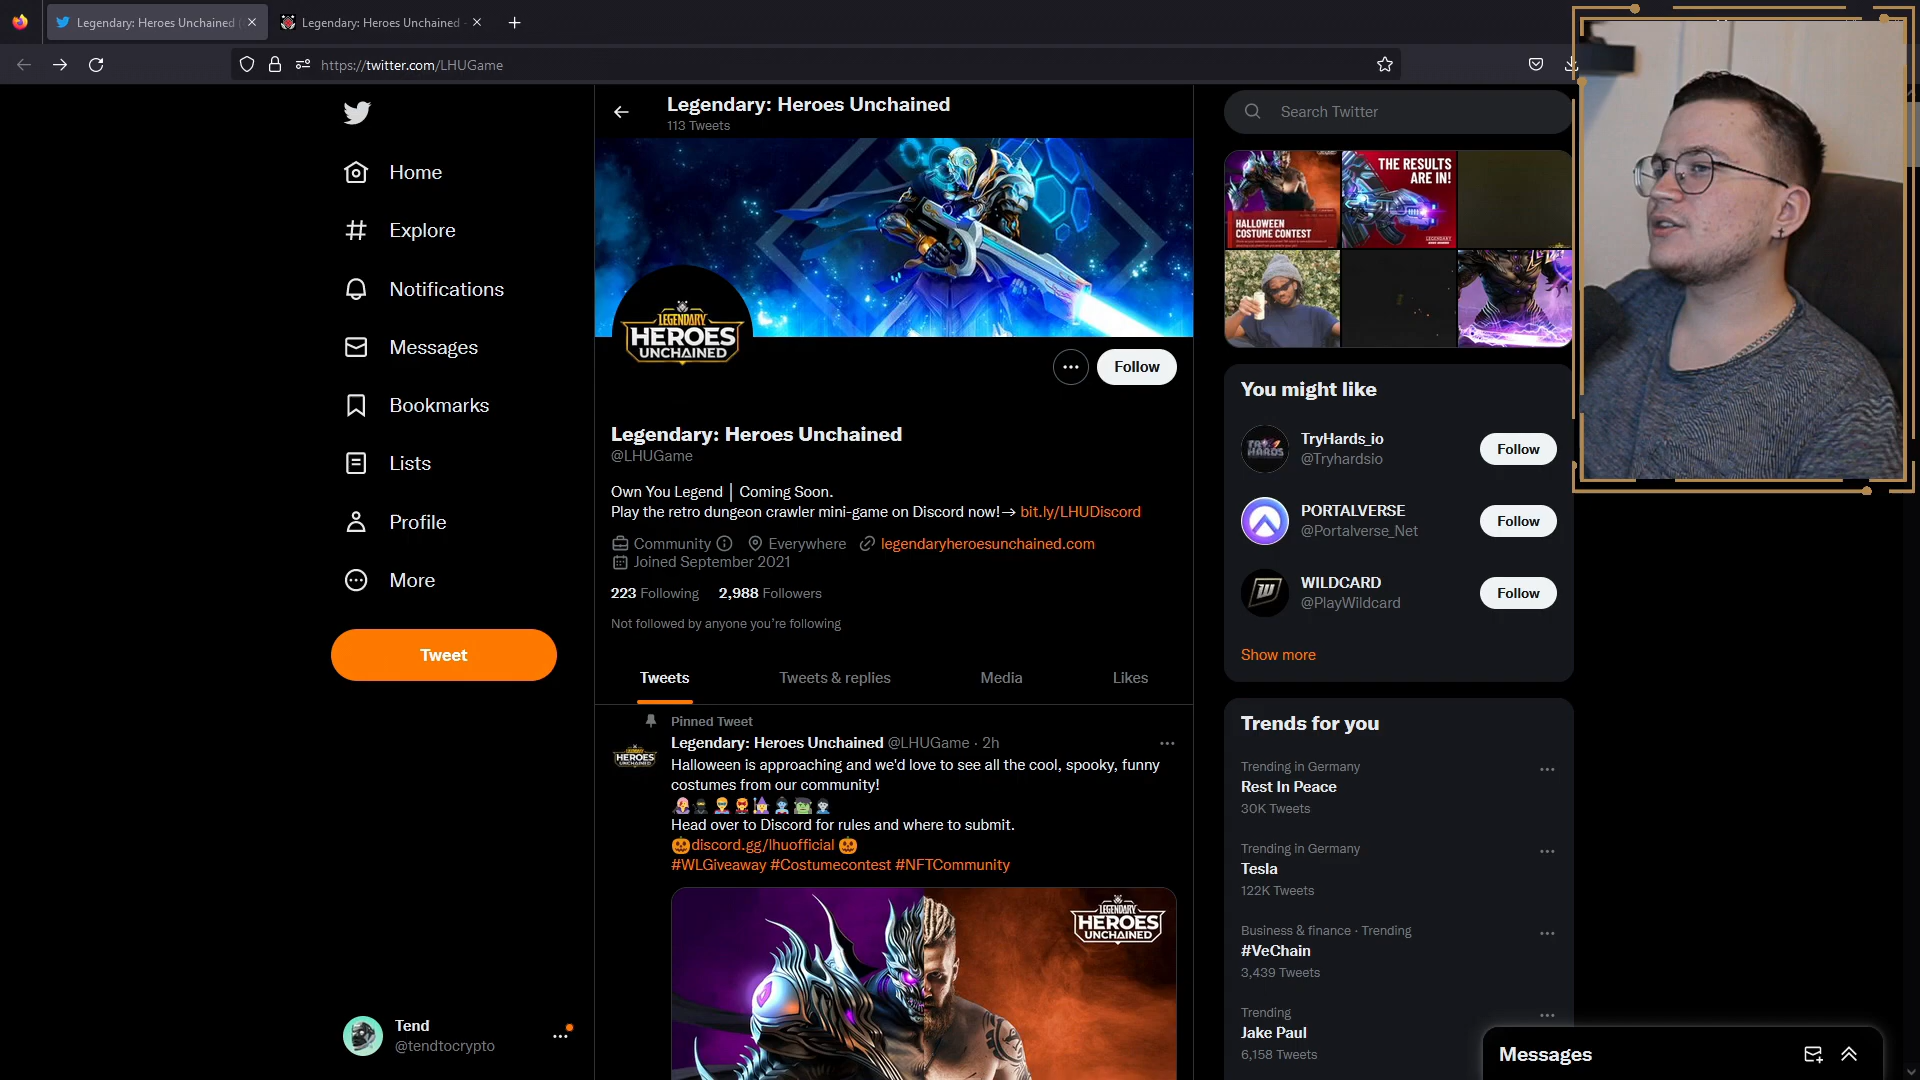 Legendary: Heroes Unchained
Legendary: Heroes Unchained -
https://twitter.com/LHUGame
Home
Explore
Notifications
Messages
Bookmarks
Lists
Profile
More
Tweet
Tend
@tendtocrypto
Legendary: Heroes Unchained
113 Tweets
LEGENDARY
HEROES
UNCHAINED
Follow
Legendary: Heroes Unchained
@LHUGame
Own You Legend | Coming Soon.
Play the retro dungeon crawler mini-game on Discord now!→ bit.ly/LHUDiscord
Community Everywhere legendaryheroesunchained.com
Joined September 2021
223 Following 2,988 Followers
Not followed by anyone you're following
Tweets Tweets & replies Media Likes
Pinned Tweet
Legendary: Heroes Unchained @LHUGame · 2h
Halloween is approaching and we'd love to see all the cool, spooky, funny
costumes from our community!
Head over to Discord for rules and where to submit.
🎃discord.gg/lhuofficial 🎃
#WLGiveaway #Costumecontest #NFTCommunity
LEGENDARY
HEROES
UNCHAINED
Search Twitter
HALLOWEEN
COSTUME CONTEST
THE RESULTS
ARE IN!
You might like
TryHards_io
@Tryhardsio
Follow
PORTALVERSE
@Portalverse_Net
Follow
WILDCARD
@PlayWildcard
Follow
Show more
Trends for you
Trending in Germany
Rest In Peace
30K Tweets
Trending in Germany
Tesla
122K Tweets
Business & finance · Trending
#VeChain
3,439 Tweets
Trending
Jake Paul
6,158 Tweets
Messages